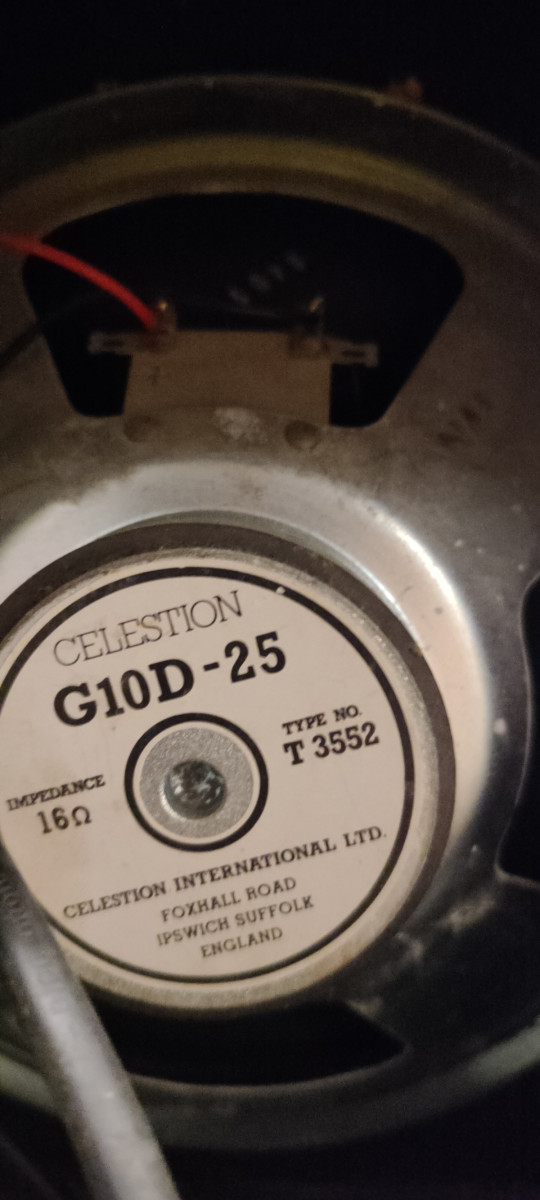 CELESTION
G10D-25
TYPE NO.
T 3552
IMPEDANCE
16Ω
CELESTION INTERNATIONAL LTD.
FOXHALL ROAD
IPSWICH SUFFOLK
ENGLAND